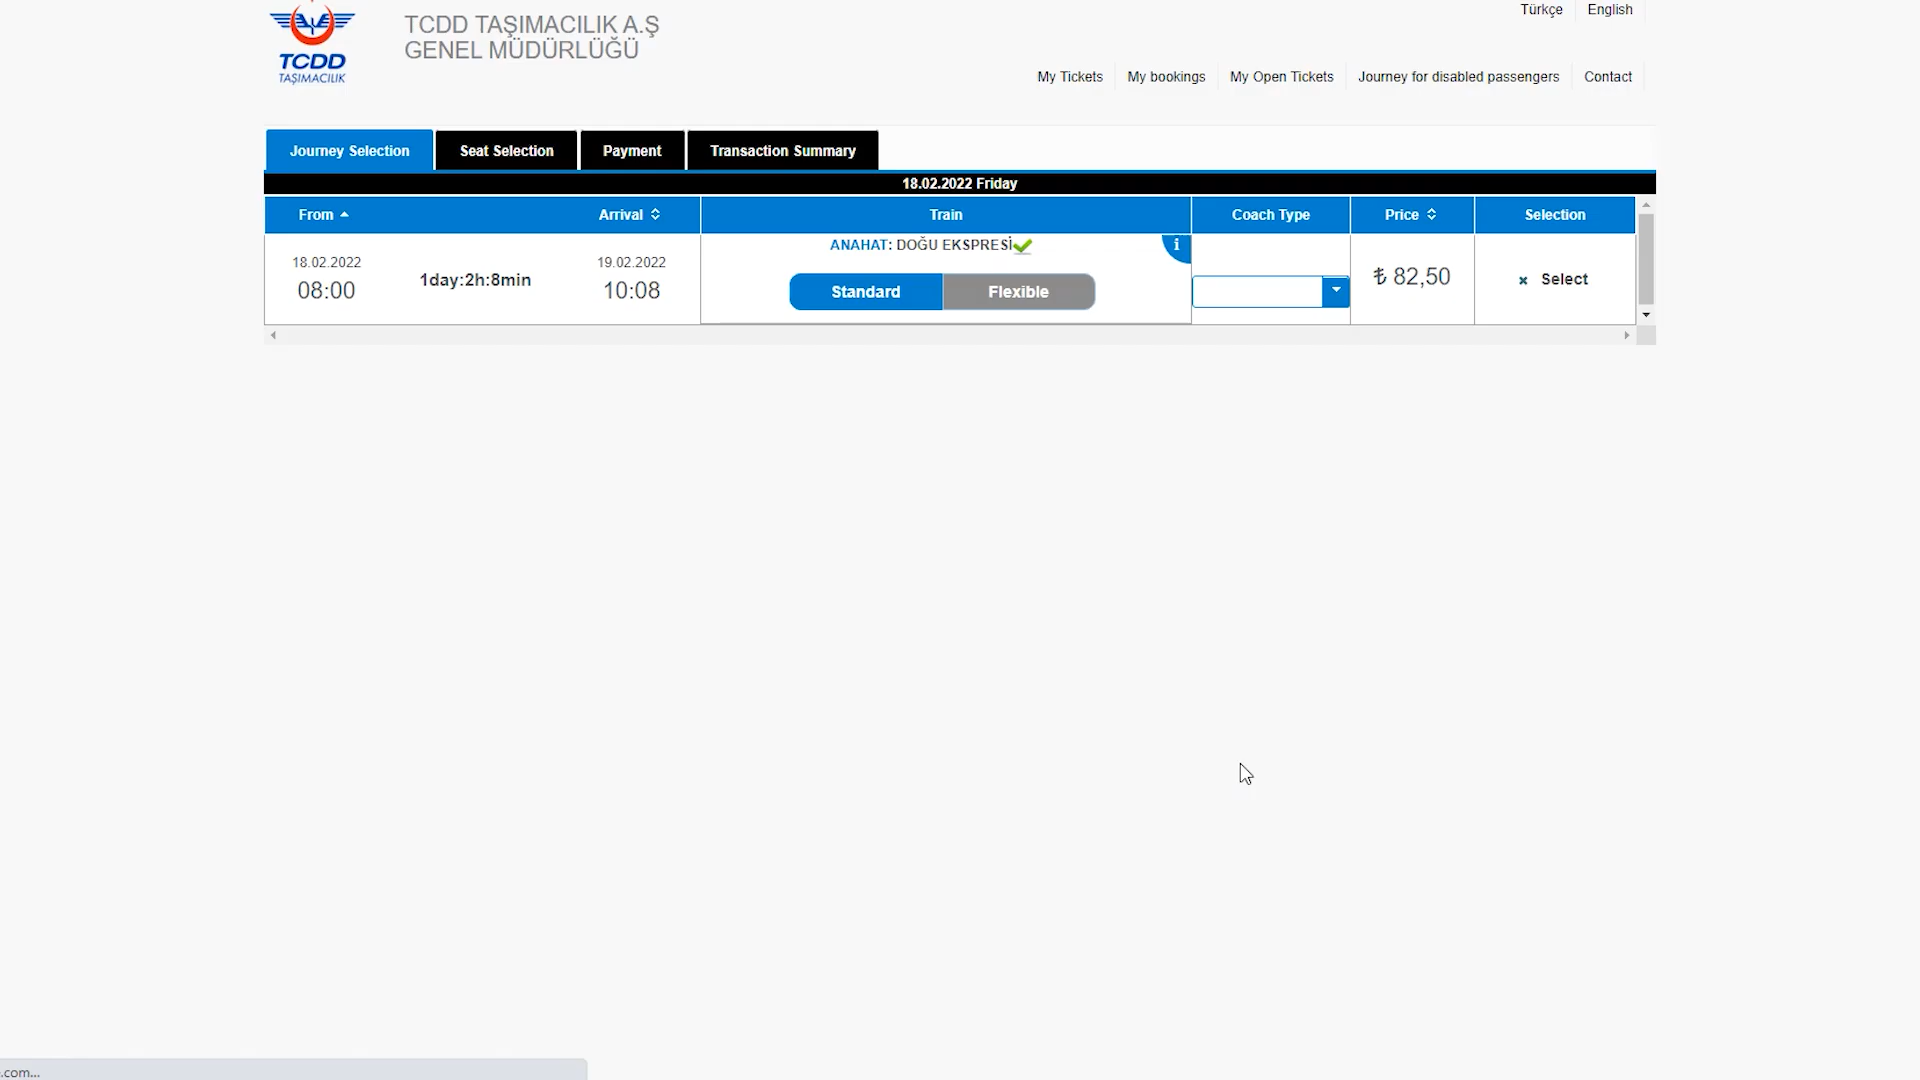 Türkçe English
TCDD TAŞIMACILIK A.Ş
GENEL MÜDÜRLÜĞÜ
TCDD
TAŞIMACILIK
My Tickets My bookings My Open Tickets Journey for disabled passengers Contact
Journey Selection Seat Selection Payment Transaction Summary
18.02.2022 Friday
From Arrival Train Coach Type Price Selection
ANAHAT: DOĞU EKSPRESİ i
18.02.2022 19.02.2022
08:00 1day:2h:8min 10:08 Standard Flexible ₺ 82,50 Select
.com...